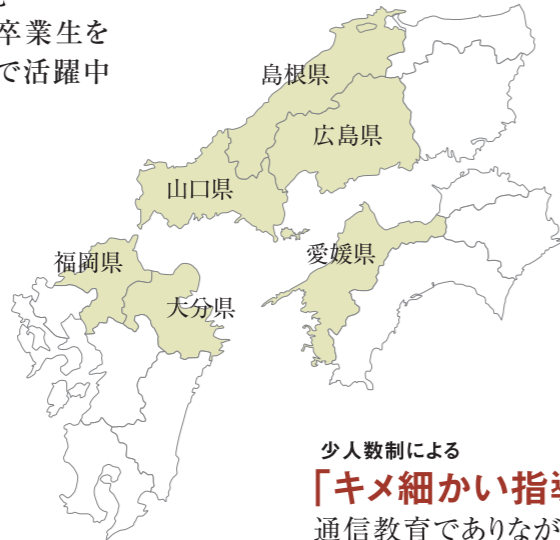 卒業生を
で活躍中
島根県
広島県
山口県
愛媛県
福岡県
大分県
少人数制による
「キメ細かい指導
通信教育でありなが